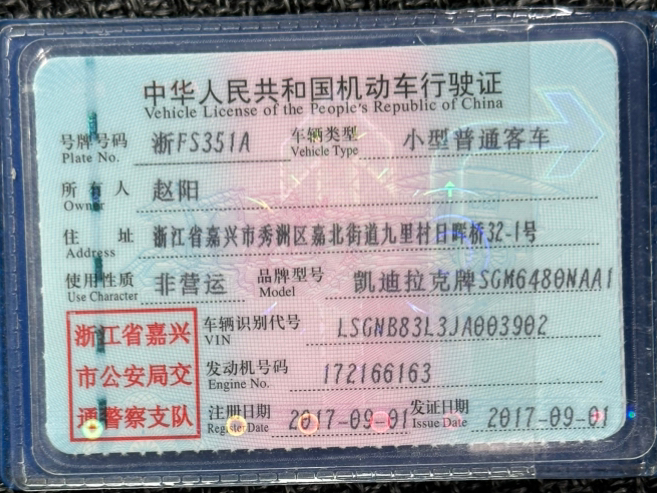 中华人民共和国机动车行驶证
Vehicle License of the People's Republic of China
号牌号码 浙FS351A 车辆类型 小型普通客车
Plate No. Vehicle Type
所有人 赵阳
Owner
住址 浙江省嘉兴市秀洲区嘉北街道九里村日晖桥32-1号
Address
使用性质 非营运 品牌型号 凯迪拉克牌SGM6480NAA1
Use Character Model
浙江省嘉兴
市公安局交
通警察支队
车辆识别代号 LSGNB83L3JA003902
VIN
发动机号码 172166163
Engine No.
注册日期 2017-09-01 发证日期 2017-09-01
Register Date Issue Date